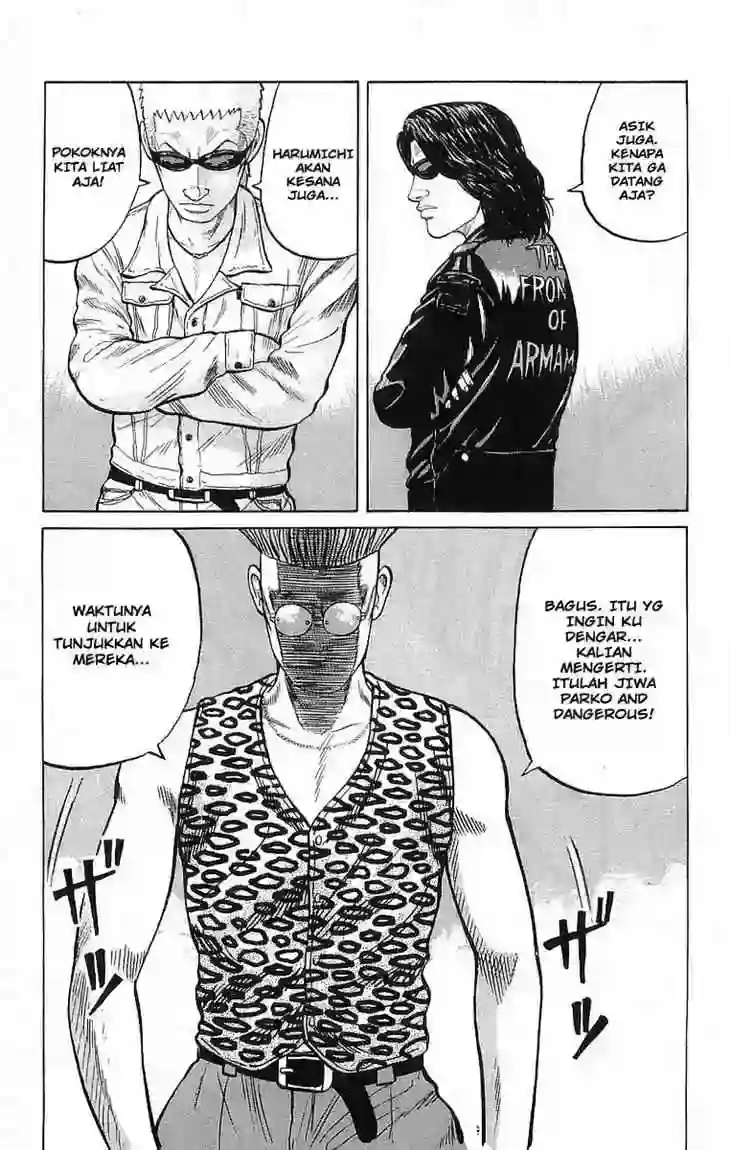 ASIK
JUGA.
KENAPA
KITA GA
DATANG
AJA?
THE
FRON
OF
ARMAM
HARUMICHI
AKAN
KESANA
JUGA...
POKOKNYA
KITA LIAT
AJA!
BAGUS. ITU YG
INGIN KU
DENGAR...
KALIAN
MENGERTI.
ITULAH JIWA
PARKO AND
DANGEROUS!
WAKTUNYA
UNTUK
TUNJUKKAN KE
MEREKA...
ザッ
ザッ